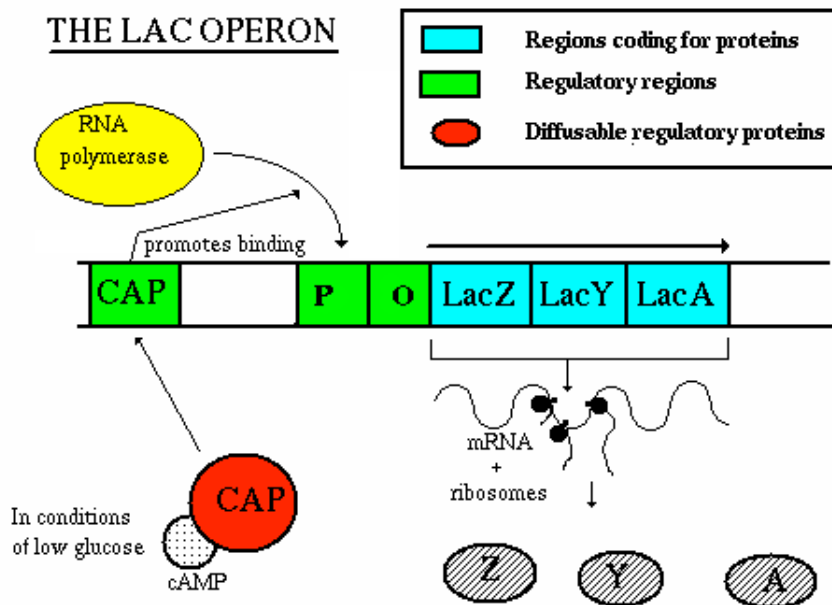 THE LAC OPERON
Regions coding for proteins
Regulatory regions
Diffusable regulatory proteins
RNA
polymerase
promotes binding
CAP
P
O
LacZ
LacY
LacA
mRNA
+
ribosomes
CAP
In conditions
of low glucose
cAMP
Z
Y
A